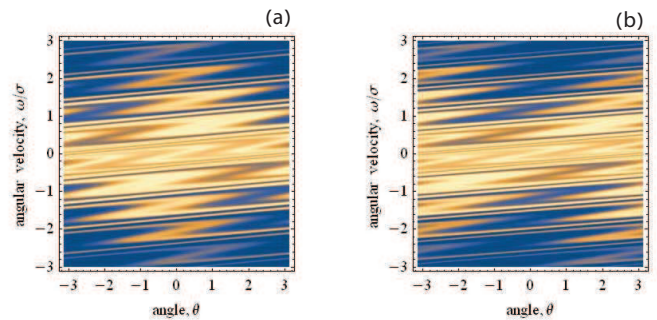 (a)
3
2
1
0
−1
−2
−3
angular velocity, ω/σ
−3 −2 −1 0 1 2 3
angle, θ
(b)
3
2
1
0
−1
−2
−3
angular velocity, ω/σ
−3 −2 −1 0 1 2 3
angle, θ